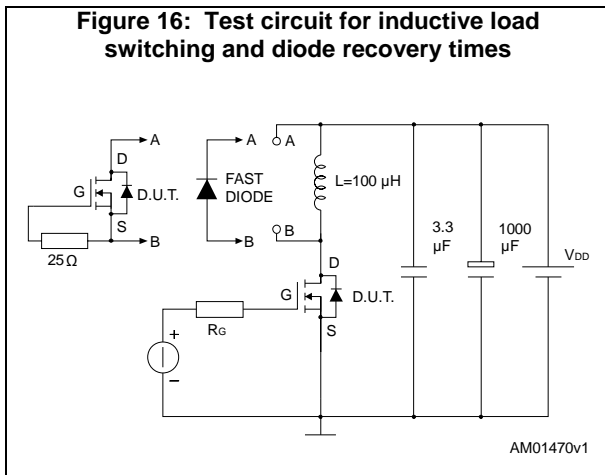 Figure 16: Test circuit for inductive load
switching and diode recovery times
A
A
A
D
G
D.U.T.
FAST
DIODE
L=100 µH
S
B
B
B
25Ω
3.3
µF
1000
µF
VDD
D
G
D.U.T.
S
RG
+
–
AM01470v1